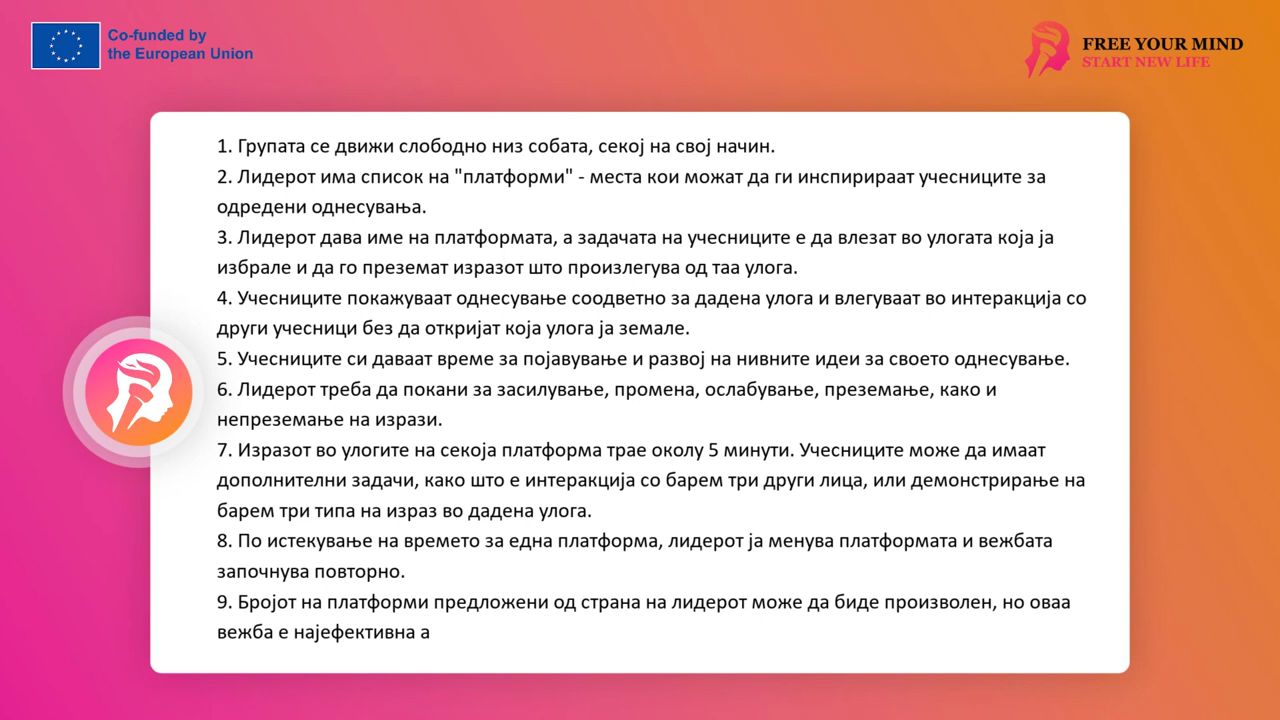 Co-funded by
the European Union
FREE YOUR MIND
START NEW LIFE
1. Групата се движи слободно низ собата, секој на свој начин.
2. Лидерот има список на "платформи" - места кои можат да ги инспирираат учесниците за
одредени однесувања.
3. Лидерот дава име на платформата, а задачата на учесниците е да влезат во улогата која ја
избрале и да го преземат изразот што произлегува од таа улога.
4. Учесниците покажуваат однесување соодветно за дадена улога и влегуваат во интеракција со
други учесници без да откријат која улога ја земале.
5. Учесниците си даваат време за појавување и развој на нивните идеи за своето однесување.
6. Лидерот треба да покани за засилување, промена, ослабување, преземање, како и
непреземање на изрази.
7. Изразот во улогите на секоја платформа трае околу 5 минути. Учесниците може да имаат
дополнителни задачи, како што е интеракција со барем три други лица, или демонстрирање на
барем три типа на израз во дадена улога.
8. По истекување на времето за една платформа, лидерот ја менува платформата и вежбата
започнува повторно.
9. Бројот на платформи предложени од страна на лидерот може да биде произволен, но оваа
вежба е најефективна а